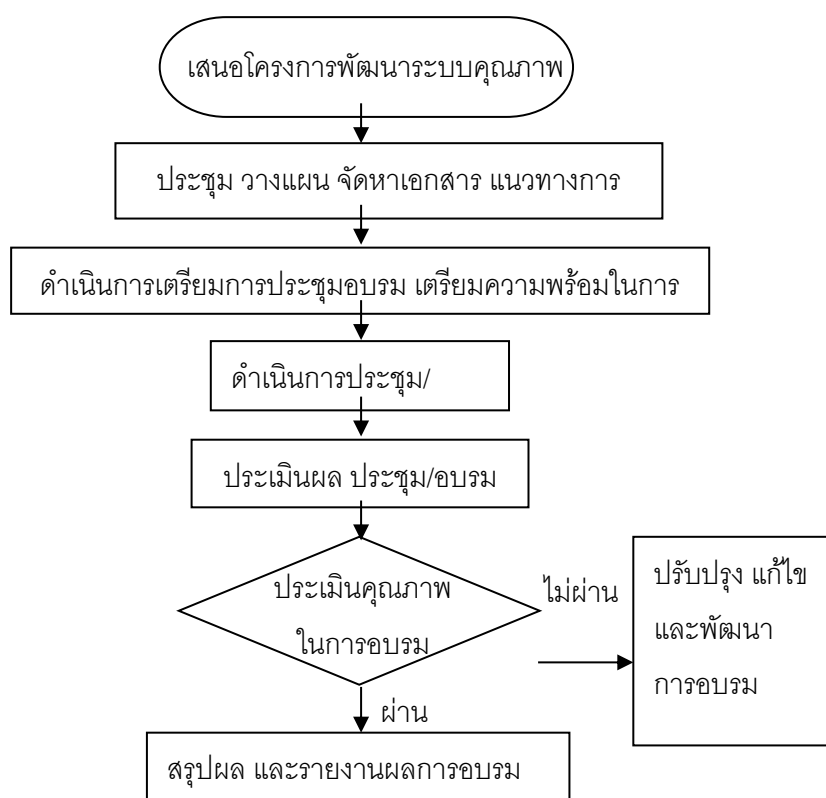 เสนอโครงการพัฒนาระบบคุณภาพ
ประชุม วางแผน จัดหาเอกสาร แนวทางการ
ดำเนินการเตรียมการประชุมอบรม เตรียมความพร้อมในการ
ดำเนินการประชุม/
ประเมินผล ประชุม/อบรม
ประเมินคุณภาพ
ในการอบรม
ไม่ผ่าน
ปรับปรุง แก้ไข
และพัฒนา
การอบรม
ผ่าน
สรุปผล และรายงานผลการอบรม